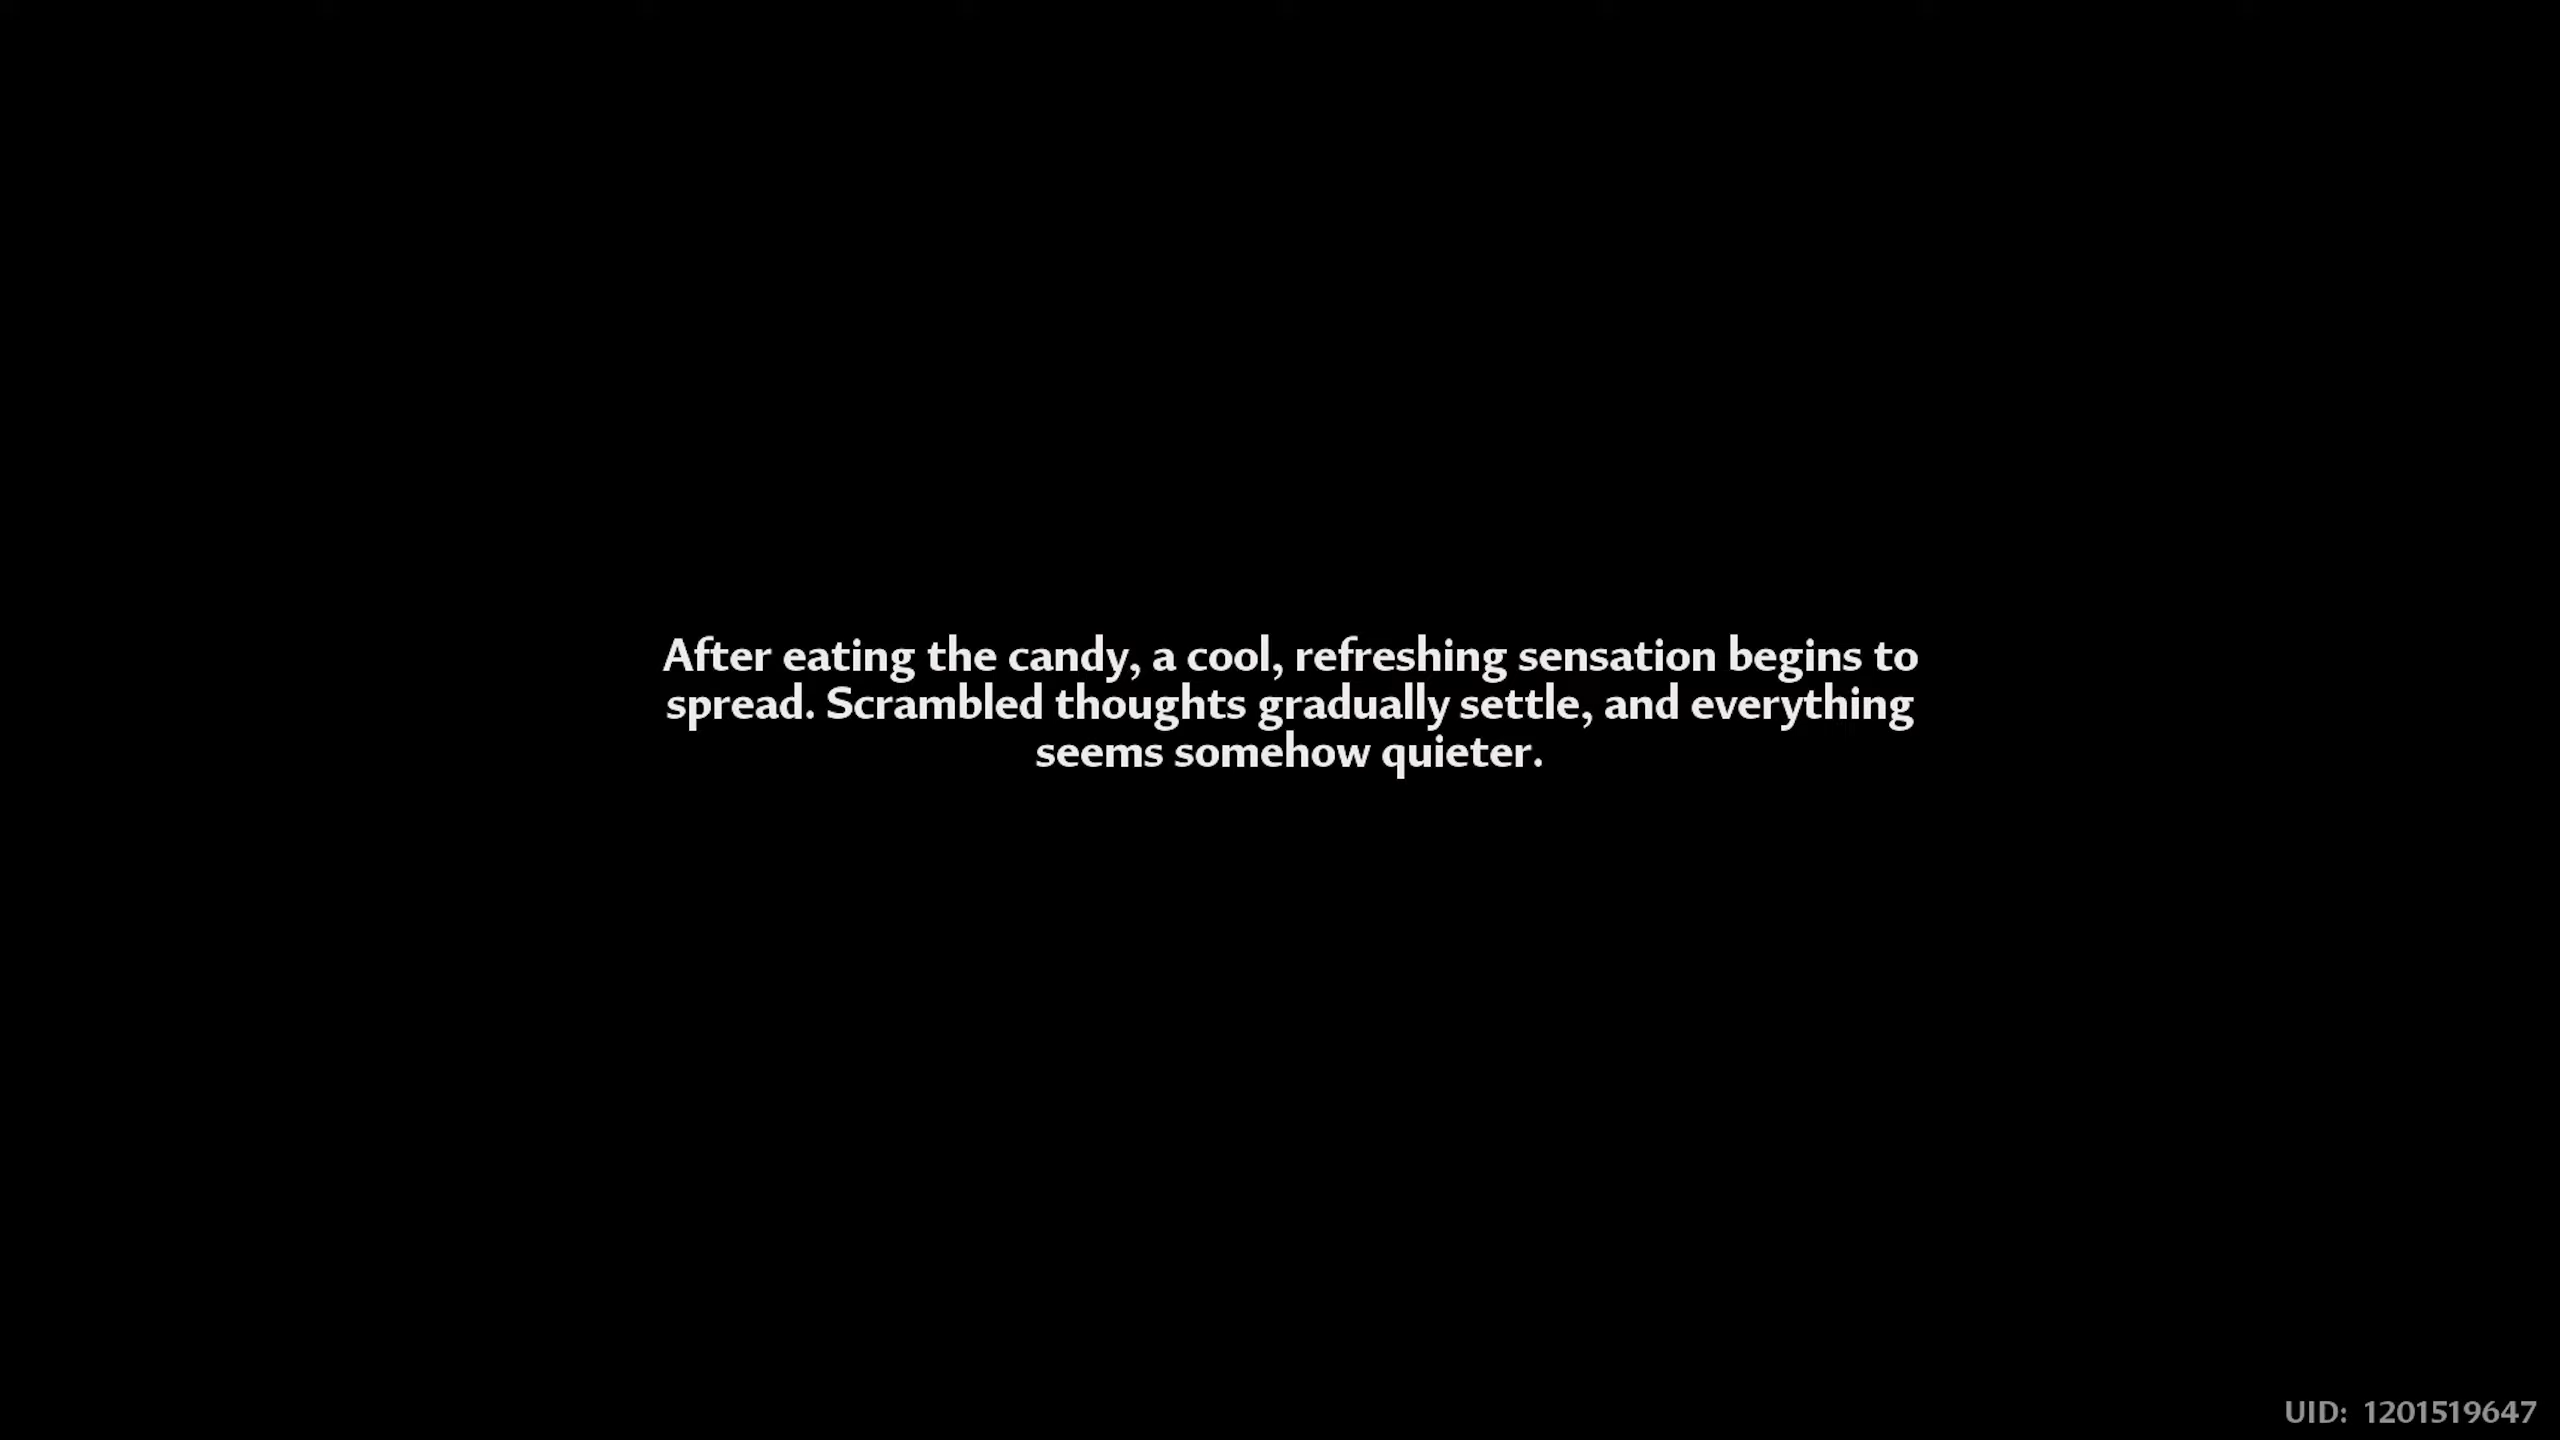 After eating the candy, a cool, refreshing sensation begins to
spread. Scrambled thoughts gradually settle, and everything
seems somehow quieter.
UID: 1201519647